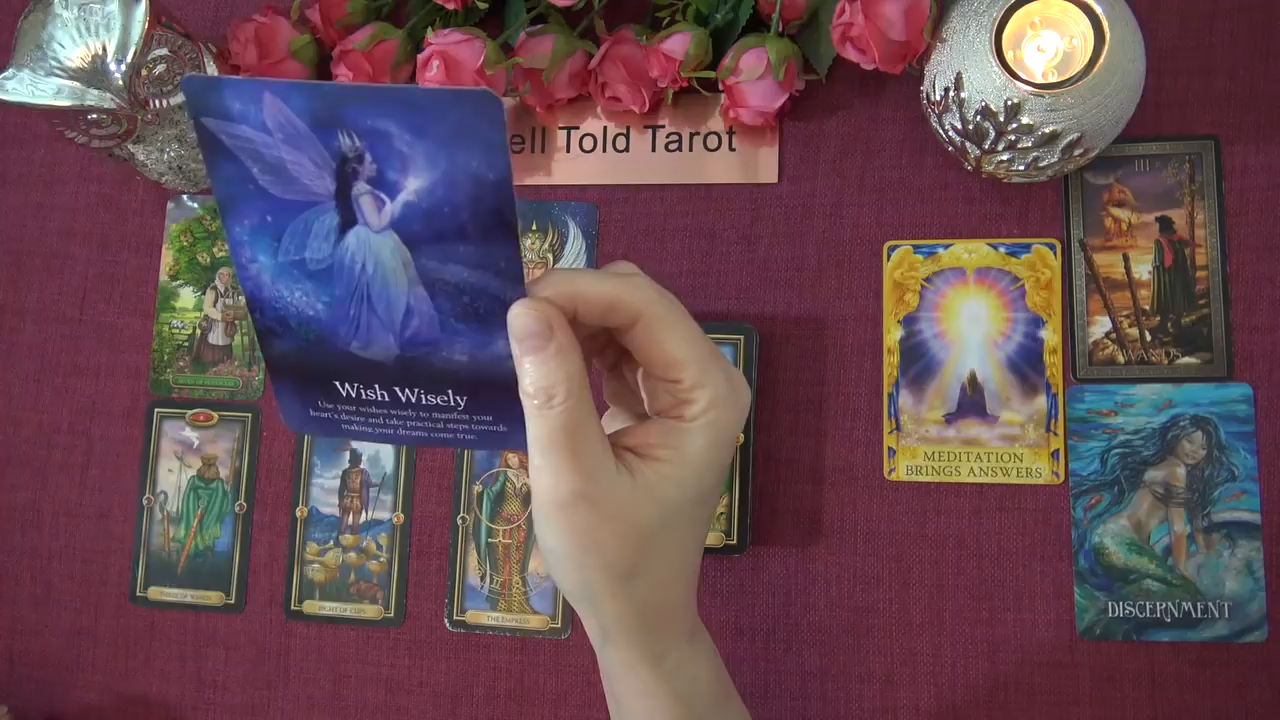 ell Told Tarot
III
WANDS
Wish Wisely
Use your wishes wisely to manifest your
heart's desire and take practical steps towards
making your dreams come true.
MEDITATION
BRINGS ANSWERS
THREE OF WANDS
EIGHT OF CUPS
THE EMPRESS
DISCERNMENT